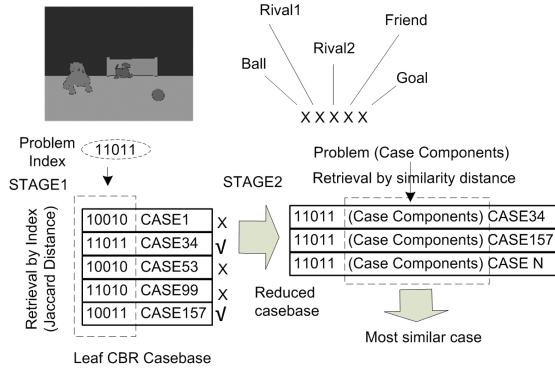 Rival1
Friend
Rival2
Ball
Goal
X X X X X
Problem Index
11011
Problem (Case Components)
STAGE1
STAGE2
Retrieval by similarity distance
Retrieval by Index
(Jaccard Distance)
10010 CASE1 X
11011 CASE34 √
10010 CASE53 X
11010 CASE99 X
10011 CASE157 √
11011 (Case Components) CASE34
11011 (Case Components) CASE157
11011 (Case Components) CASE N
Reduced
casebase
Most similar case
Leaf CBR Casebase